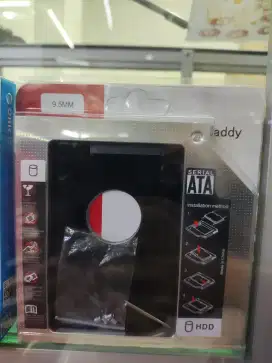 9.5MM
addy
SERIAL
ATA
installation method
HDD